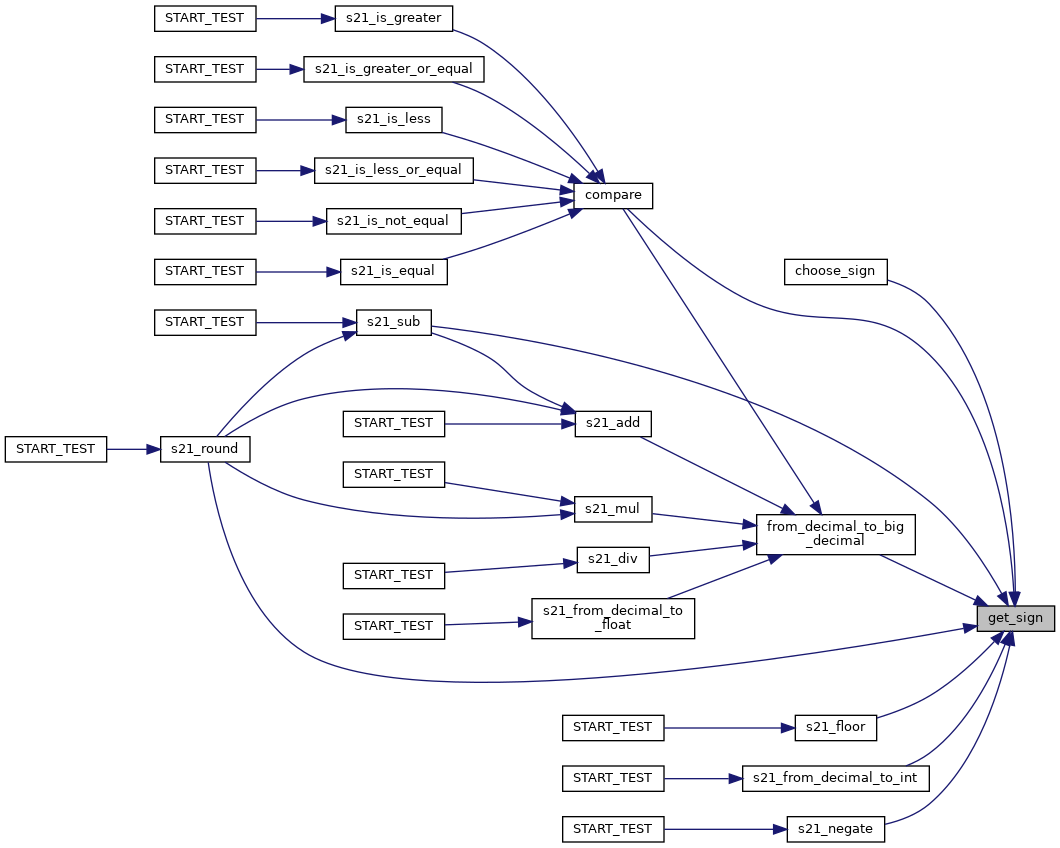 START_TEST
s21_is_greater
START_TEST
s21_is_greater_or_equal
START_TEST
s21_is_less
START_TEST
s21_is_less_or_equal
compare
START_TEST
s21_is_not_equal
START_TEST
s21_is_equal
choose_sign
START_TEST
s21_sub
START_TEST
s21_add
START_TEST
s21_round
START_TEST
s21_mul
from_decimal_to_big
_decimal
START_TEST
s21_div
START_TEST
s21_from_decimal_to
_float
get_sign
START_TEST
s21_floor
START_TEST
s21_from_decimal_to_int
START_TEST
s21_negate